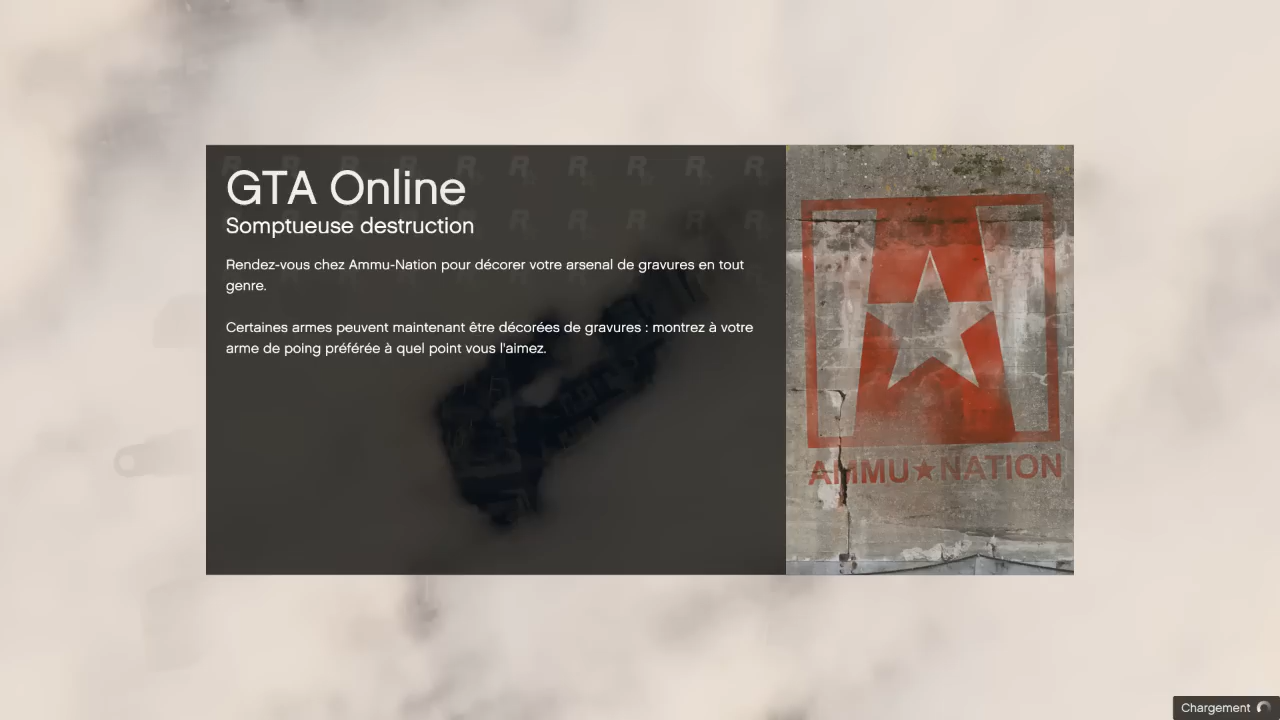 GTA Online
Somptueuse destruction
Rendez-vous chez Ammu-Nation pour décorer votre arsenal de gravures en tout
genre.
Certaines armes peuvent maintenant être décorées de gravures : montrez à votre
arme de poing préférée à quel point vous l'aimez.
AMMU★NATION
Chargement